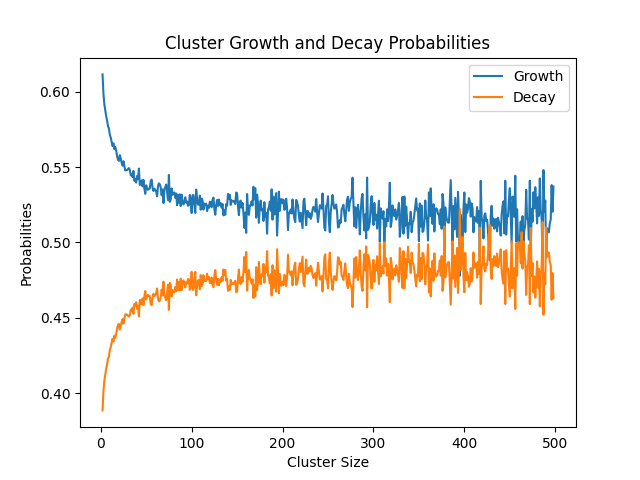 Cluster Growth and Decay Probabilities
Growth
Decay
0.60
0.55
0.50
0.45
0.40
Probabilities
0
100
200
300
400
500
Cluster Size